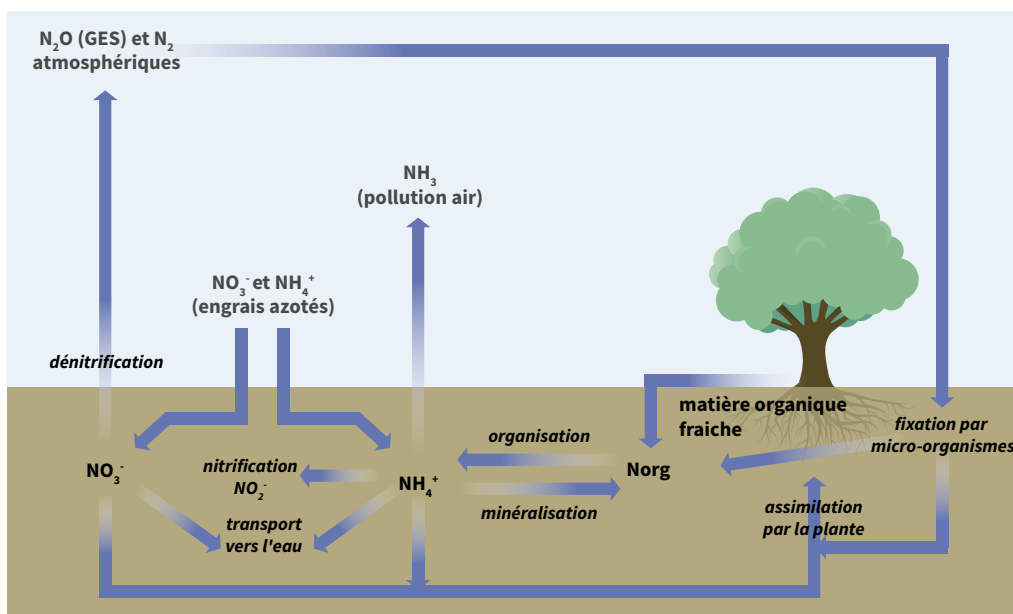 N₂O (GES) et N₂
atmosphériques
NH₃
(pollution air)
NO₃⁻ et NH₄⁺
(engrais azotés)
dénitrification
matière organique
fraiche
fixation par
micro-organismes
organisation
NO₃⁻
nitrification
NO₂⁻
NH₄⁺
Norg
minéralisation
transport
vers l'eau
assimilation
par la plante